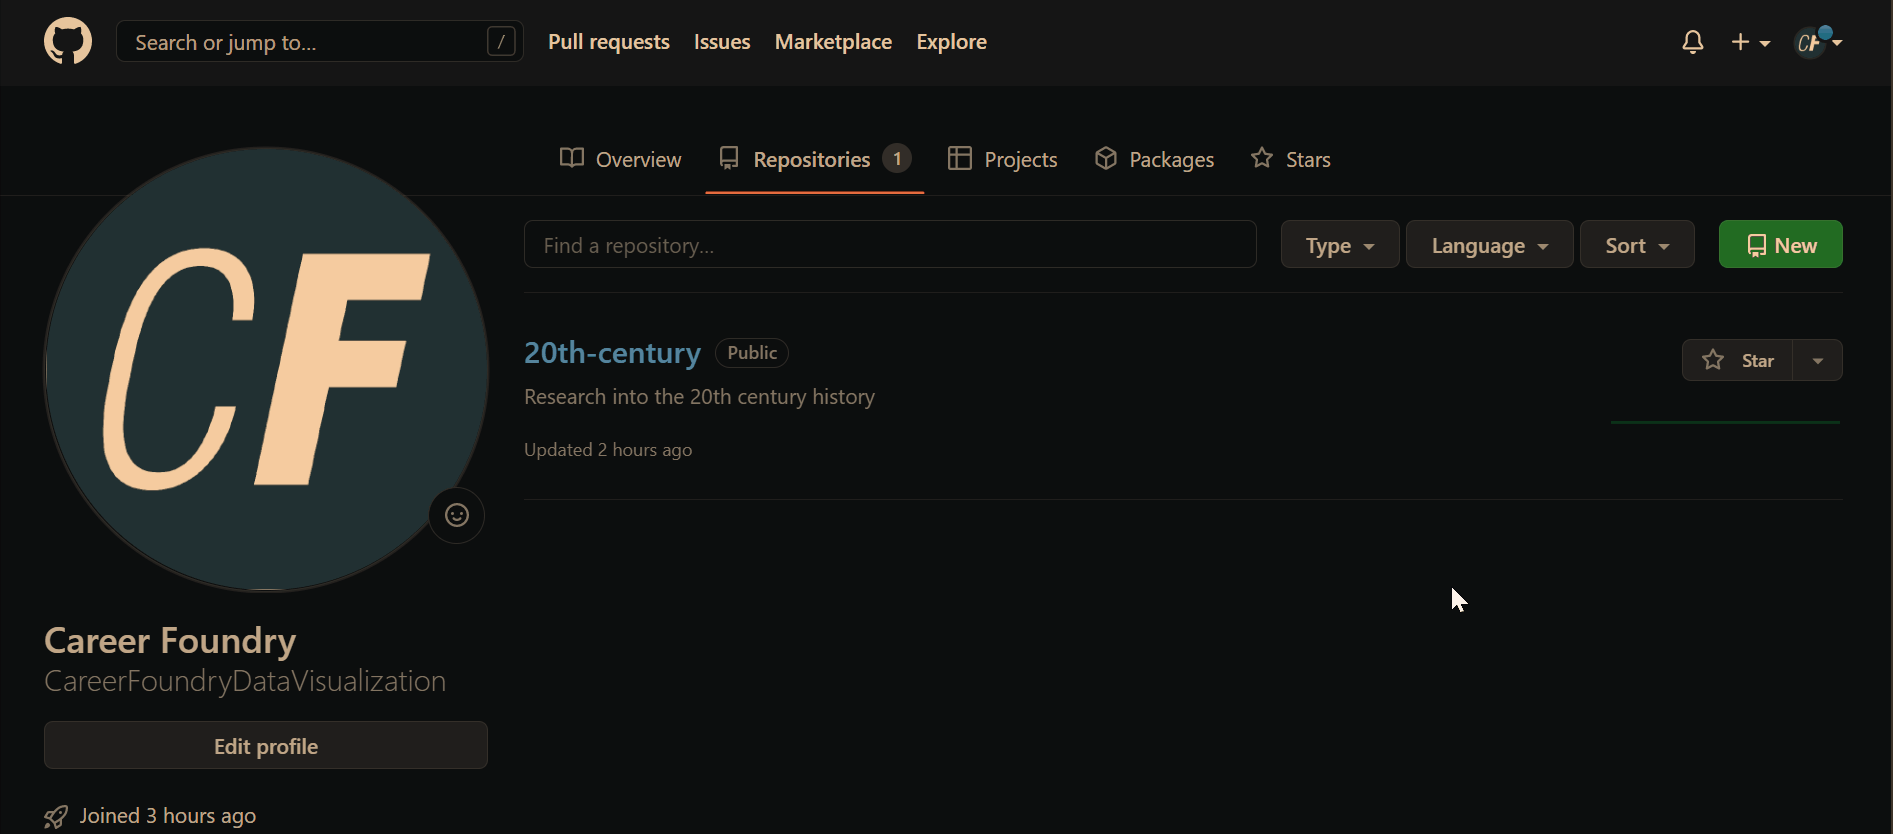 Search or jump to... /
Pull requests Issues Marketplace Explore
CF
Overview Repositories 1 Projects Packages Stars
CF
Find a repository...
Type Language Sort New
20th-century Public
Star
Research into the 20th century history
Updated 2 hours ago
Career Foundry
CareerFoundryDataVisualization
Edit profile
Joined 3 hours ago